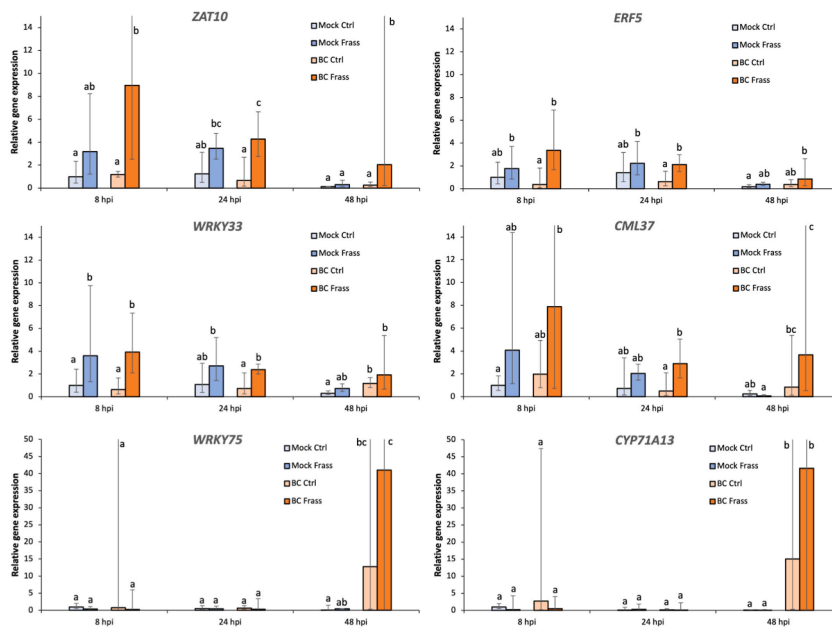 ZAT10
Relative gene expression
14
12
10
8
6
4
2
0
a
ab
a
b
ab
bc
a
c
a
a
a
b
8 hpi
24 hpi
48 hpi
Mock Ctrl
Mock Frass
BC Ctrl
BC Frass
ERF5
Relative gene expression
14
12
10
8
6
4
2
0
ab
b
a
b
ab
b
a
b
a
ab
ab
b
8 hpi
24 hpi
48 hpi
Mock Ctrl
Mock Frass
BC Ctrl
BC Frass
WRKY33
Relative gene expression
14
12
10
8
6
4
2
0
a
b
a
b
ab
b
a
b
a
ab
b
b
8 hpi
24 hpi
48 hpi
Mock Ctrl
Mock Frass
BC Ctrl
BC Frass
CML37
Relative gene expression
14
12
10
8
6
4
2
0
a
ab
ab
b
ab
ab
a
b
ab
a
bc
c
8 hpi
24 hpi
48 hpi
Mock Ctrl
Mock Frass
BC Ctrl
BC Frass
WRKY75
Relative gene expression
50
45
40
35
30
25
20
15
10
5
0
a
a
a
a
a
a
a
a
a
ab
bc
c
8 hpi
24 hpi
48 hpi
Mock Ctrl
Mock Frass
BC Ctrl
BC Frass
CYP71A13
Relative gene expression
50
45
40
35
30
25
20
15
10
5
0
a
a
a
a
a
a
a
a
a
a
b
b
8 hpi
24 hpi
48 hpi
Mock Ctrl
Mock Frass
BC Ctrl
BC Frass